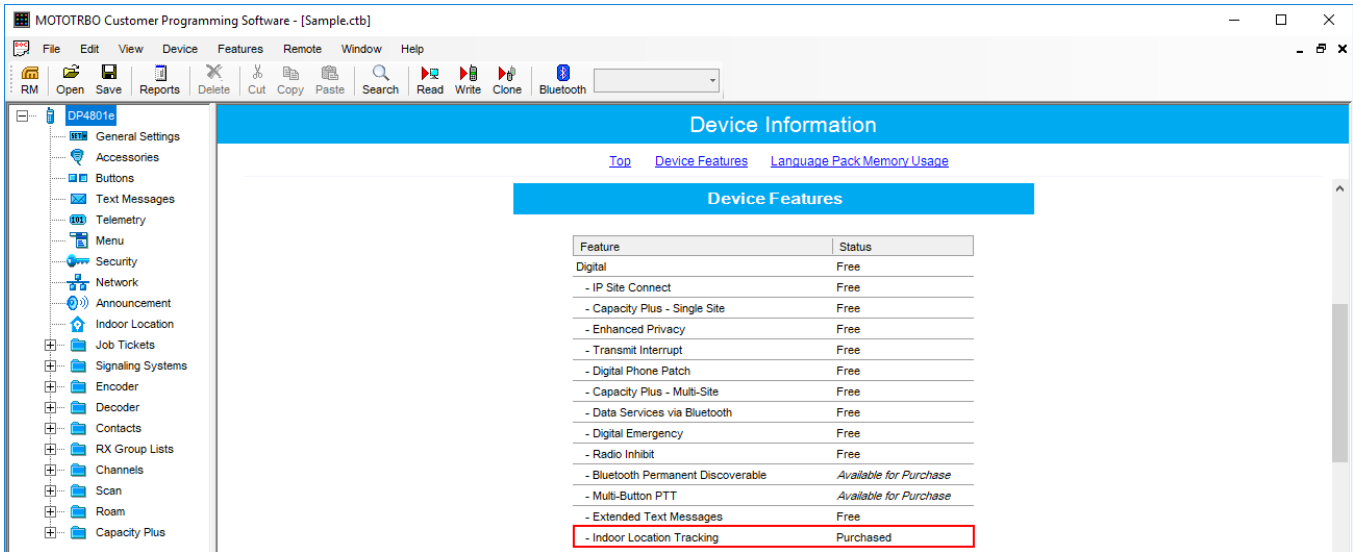 MOTOTRBO Customer Programming Software - [Sample.ctb]
File Edit View Device Features Remote Window Help
RM Open Save Reports Delete Cut Copy Paste Search Read Write Clone Bluetooth
DP4801e
General Settings
Accessories
Buttons
Text Messages
Telemetry
Menu
Security
Network
Announcement
Indoor Location
Job Tickets
Signaling Systems
Encoder
Decoder
Contacts
RX Group Lists
Channels
Scan
Roam
Capacity Plus
Device Information
Top Device Features Language Pack Memory Usage
Device Features
Feature Status
Digital Free
- IP Site Connect Free
- Capacity Plus - Single Site Free
- Enhanced Privacy Free
- Transmit Interrupt Free
- Digital Phone Patch Free
- Capacity Plus - Multi-Site Free
- Data Services via Bluetooth Free
- Digital Emergency Free
- Radio Inhibit Free
- Bluetooth Permanent Discoverable Available for Purchase
- Multi-Button PTT Available for Purchase
- Extended Text Messages Free
- Indoor Location Tracking Purchased